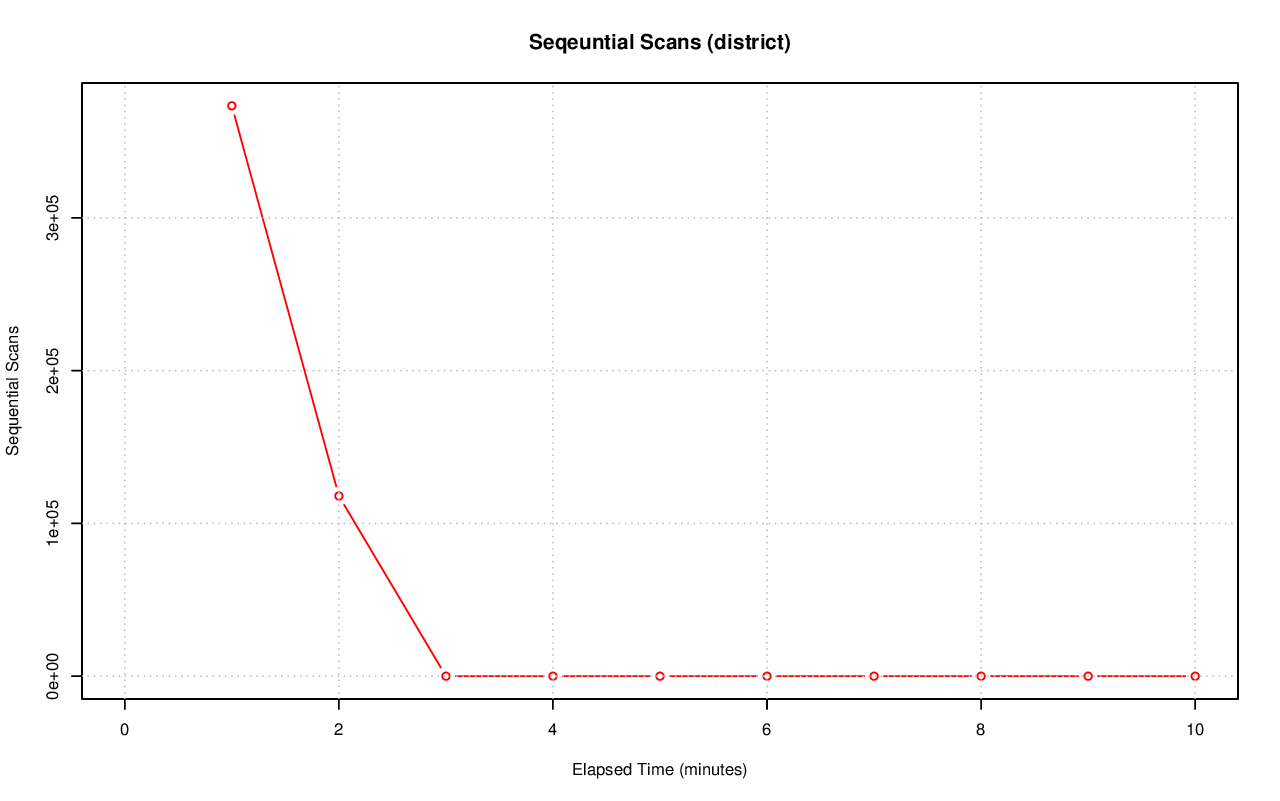 Seqeuntial Scans (district)
Sequential Scans
3e+05
2e+05
1e+05
0e+00
0 2 4 6 8 10
Elapsed Time (minutes)